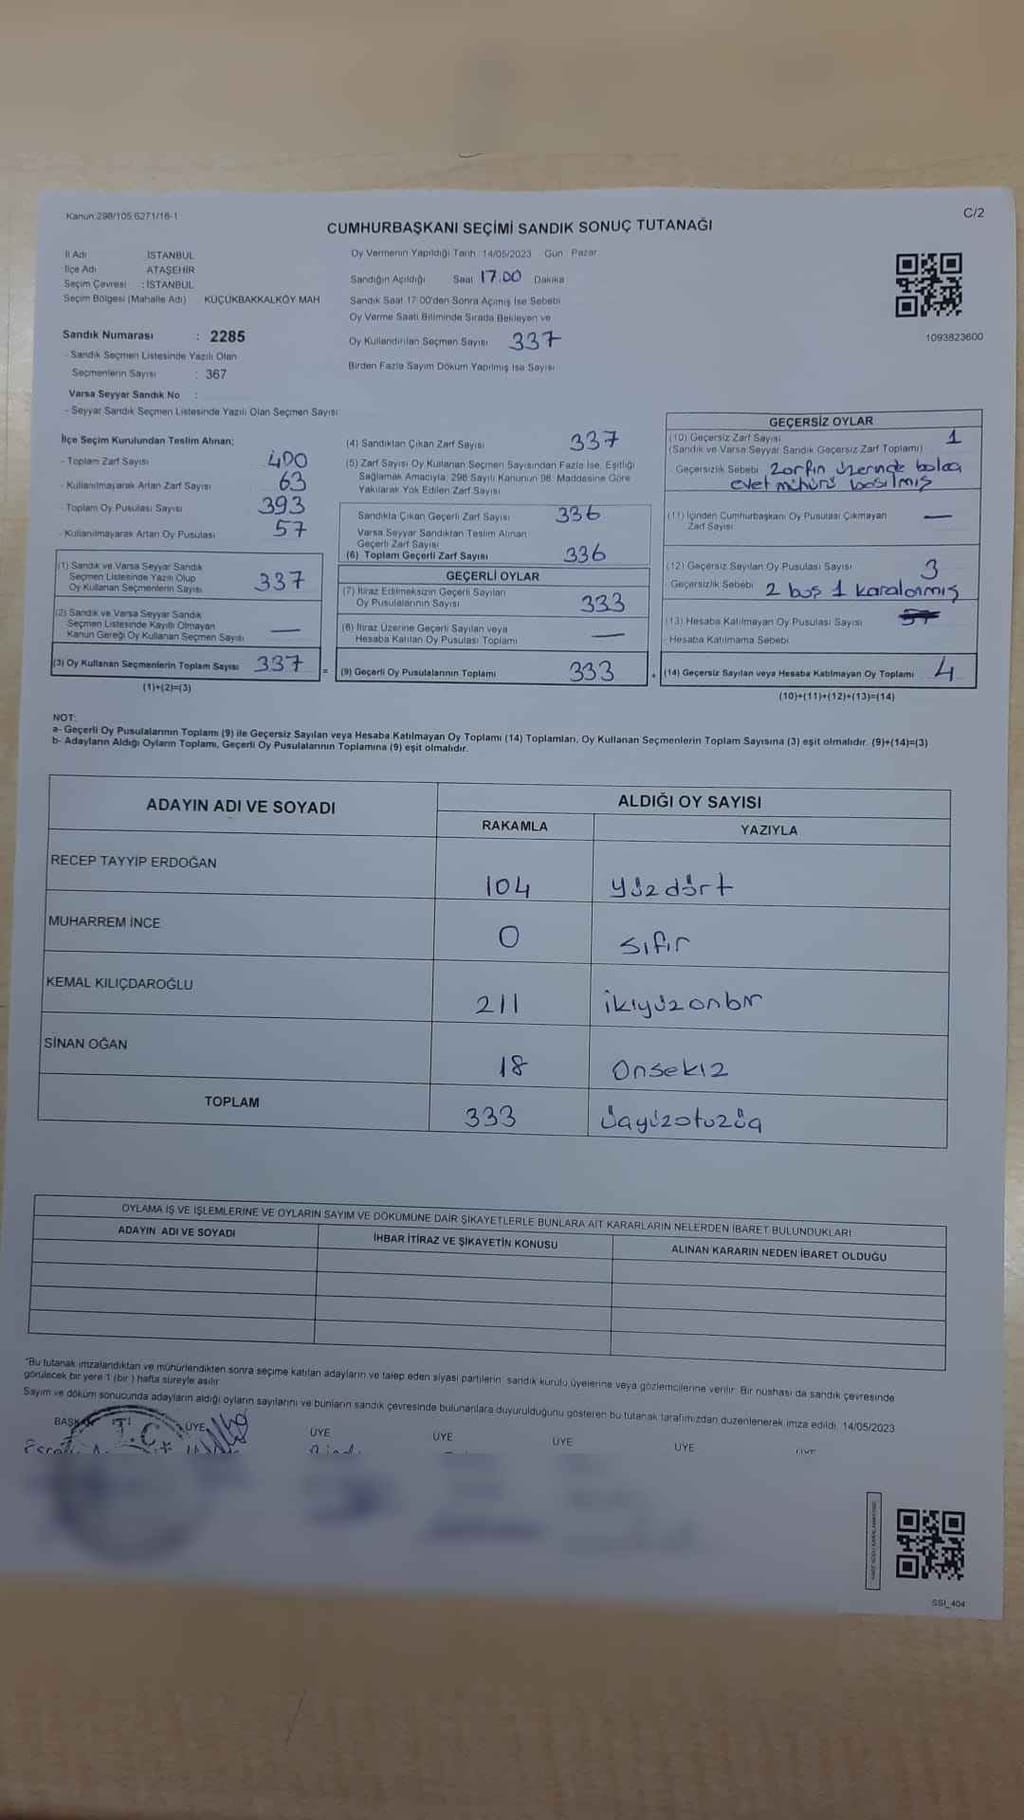 Kanun:298/105,6271/16-1
C/2
CUMHURBAŞKANI SEÇİMİ SANDIK SONUÇ TUTANAĞI
İl Adı İSTANBUL
İlçe Adı ATAŞEHİR
Seçim Çevresi : İSTANBUL
Seçim Bölgesi (Mahalle Adı) KÜÇÜKBAKKALKÖY MAH
Sandık Numarası : 2285
- Sandık Seçmen Listesinde Yazılı Olan
Seçmenlerin Sayısı : 367
Varsa Seyyar Sandık No :
- Seyyar Sandık Seçmen Listesinde Yazılı Olan Seçmen Sayısı
Oy Vermenin Yapıldığı Tarih : 14/05/2023 Gün : Pazar
Sandığın Açıldığı Saat 17.00 Dakika
Sandık Saat 17:00'den Sonra Açılmış İse Sebebi
Oy Verme Saati Bitiminde Sırada Bekleyen ve
Oy Kullandırılan Seçmen Sayısı 337
Birden Fazla Sayım Döküm Yapılmış İse Sayısı
1093823600
İlçe Seçim Kurulundan Teslim Alınan;
- Toplam Zarf Sayısı 400
- Kullanılmayarak Artan Zarf Sayısı 63
- Toplam Oy Pusulası Sayısı 393
- Kullanılmayarak Artan Oy Pusulası 57
(1) Sandık ve Varsa Seyyar Sandık
Seçmen Listesinde Yazılı Olup
Oy Kullanan Seçmenlerin Sayısı 337
(2) Sandık ve Varsa Seyyar Sandık
Seçmen Listesinde Kayıtlı Olmayan
Kanun Gereği Oy Kullanan Seçmen Sayısı —
(3) Oy Kullanan Seçmenlerin Toplam Sayısı 337 =
(1)+(2)=(3)
(4) Sandıktan Çıkan Zarf Sayısı 337
(5) Zarf Sayısı Oy Kullanan Seçmen Sayısından Fazla İse, Eşitliği
Sağlamak Amacıyla, 298 Sayılı Kanunun 98. Maddesine Göre
Yakılarak Yok Edilen Zarf Sayısı
Sandıkta Çıkan Geçerli Zarf Sayısı 336
Varsa Seyyar Sandıktan Teslim Alınan
Geçerli Zarf Sayısı
(6) Toplam Geçerli Zarf Sayısı 336
GEÇERLİ OYLAR
(7) İtiraz Edilmeksizin Geçerli Sayılan
Oy Pusulalarının Sayısı 333
(8) İtiraz Üzerine Geçerli Sayılan veya
Hesaba Katılan Oy Pusulası Toplamı —
(9) Geçerli Oy Pusulalarının Toplamı 333 +
GEÇERSİZ OYLAR
(10) Geçersiz Zarf Sayısı 1
(Sandık ve Varsa Seyyar Sandık Geçersiz Zarf Toplamı)
Geçersizlik Sebebi Zarfın üzerinde bolca
evet mühürü basılmış
(11) İçinden Cumhurbaşkanı Oy Pusulası Çıkmayan
Zarf Sayısı —
(12) Geçersiz Sayılan Oy Pusulası Sayısı 3
- Geçersizlik Sebebi 2 boş 1 karalanmış
(13) Hesaba Katılmayan Oy Pusulası Sayısı
Hesaba Katılmama Sebebi
(14) Geçersiz Sayılan veya Hesaba Katılmayan Oy Toplamı 4
(10)+(11)+(12)+(13)=(14)
NOT:
a- Geçerli Oy Pusulalarının Toplamı (9) ile Geçersiz Sayılan veya Hesaba Katılmayan Oy Toplamı (14) Toplamları, Oy Kullanan Seçmenlerin Toplam Sayısına (3) eşit olmalıdır. (9)+(14)=(3)
b- Adayların Aldığı Oyların Toplamı, Geçerli Oy Pusulalarının Toplamına (9) eşit olmalıdır.
ADAYIN ADI VE SOYADI
ALDIĞI OY SAYISI
RAKAMLA YAZIYLA
RECEP TAYYİP ERDOĞAN 104 yüzdört
MUHARREM İNCE 0 sıfır
KEMAL KILIÇDAROĞLU 211 ikiyüzonbir
SİNAN OĞAN 18 onsekiz
TOPLAM 333 üçyüzotuzüç
OYLAMA İŞ VE İŞLEMLERİNE VE OYLARIN SAYIM VE DÖKÜMÜNE DAİR ŞİKAYETLERLE BUNLARA AİT KARARLARIN NELERDEN İBARET BULUNDUKLARI
ADAYIN ADI VE SOYADI İHBAR İTİRAZ VE ŞİKAYETİN KONUSU ALINAN KARARIN NEDEN İBARET OLDUĞU
*Bu tutanak imzalandıktan ve mühürlendikten sonra seçime katılan adayların ve talep eden siyasi partilerin sandık kurulu üyelerine veya gözlemcilerine verilir. Bir nüshası da sandık çevresinde
görülecek bir yere 1 (bir) hafta süreyle asılır.
Sayım ve döküm sonucunda adayların aldığı oyların sayılarını ve bunların sandık çevresinde bulunanlara duyurulduğunu gösteren bu tutanak tarafımızdan düzenlenerek imza edildi. 14/05/2023
T.C.
ÜYE ÜYE ÜYE ÜYE ÜYE
SSI_404